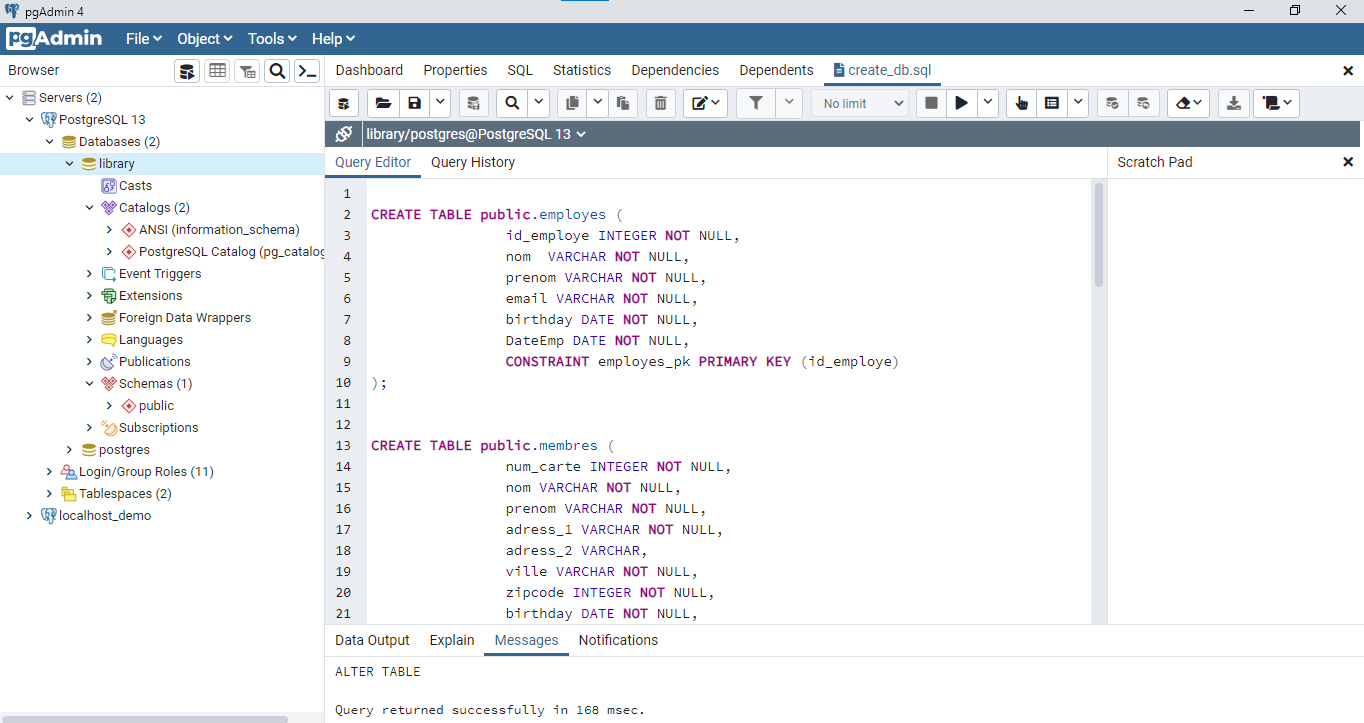 pgAdmin 4
pgAdmin File Object Tools Help
Browser
Dashboard Properties SQL Statistics Dependencies Dependents create_db.sql
No limit
Servers (2)
PostgreSQL 13
Databases (2)
library
Casts
Catalogs (2)
ANSI (information_schema)
PostgreSQL Catalog (pg_catalog
Event Triggers
Extensions
Foreign Data Wrappers
Languages
Publications
Schemas (1)
public
Subscriptions
postgres
Login/Group Roles (11)
Tablespaces (2)
localhost_demo
library/postgres@PostgreSQL 13
Query Editor Query History
Scratch Pad
1
2 CREATE TABLE public.employes (
3 id_employe INTEGER NOT NULL,
4 nom  VARCHAR NOT NULL,
5 prenom VARCHAR NOT NULL,
6 email VARCHAR NOT NULL,
7 birthday DATE NOT NULL,
8 DateEmp DATE NOT NULL,
9 CONSTRAINT employes_pk PRIMARY KEY (id_employe)
10 );
11
12
13 CREATE TABLE public.membres (
14 num_carte INTEGER NOT NULL,
15 nom VARCHAR NOT NULL,
16 prenom VARCHAR NOT NULL,
17 adress_1 VARCHAR NOT NULL,
18 adress_2 VARCHAR,
19 ville VARCHAR NOT NULL,
20 zipcode INTEGER NOT NULL,
21 birthday DATE NOT NULL,
Data Output Explain Messages Notifications
ALTER TABLE
Query returned successfully in 168 msec.